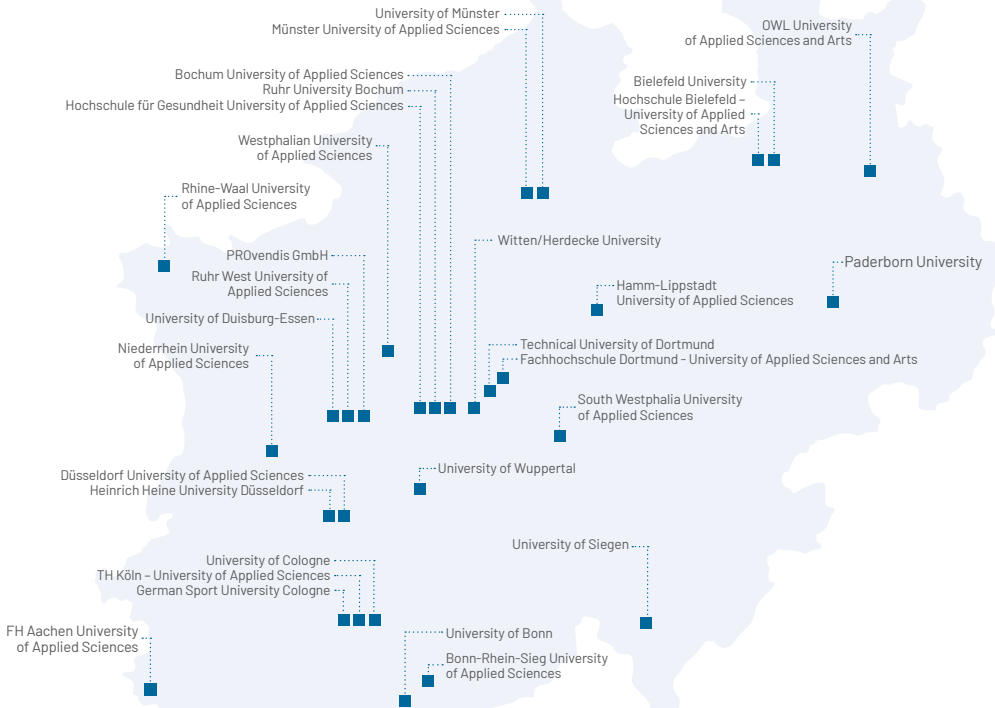 University of Münster
Münster University of Applied Sciences
OWL University
of Applied Sciences and Arts
Bochum University of Applied Sciences
Ruhr University Bochum
Hochschule für Gesundheit University of Applied Sciences
Bielefeld University
Hochschule Bielefeld –
University of Applied
Sciences and Arts
Westphalian University
of Applied Sciences
Rhine-Waal University
of Applied Sciences
Witten/Herdecke University
PROvendis GmbH
Ruhr West University of
Applied Sciences
Paderborn University
Hamm-Lippstadt
University of Applied Sciences
University of Duisburg-Essen
Niederrhein University
of Applied Sciences
Technical University of Dortmund
Fachhochschule Dortmund - University of Applied Sciences and Arts
South Westphalia University
of Applied Sciences
Düsseldorf University of Applied Sciences
Heinrich Heine University Düsseldorf
University of Wuppertal
University of Siegen
University of Cologne
TH Köln – University of Applied Sciences
German Sport University Cologne
FH Aachen University
of Applied Sciences
University of Bonn
Bonn-Rhein-Sieg University
of Applied Sciences